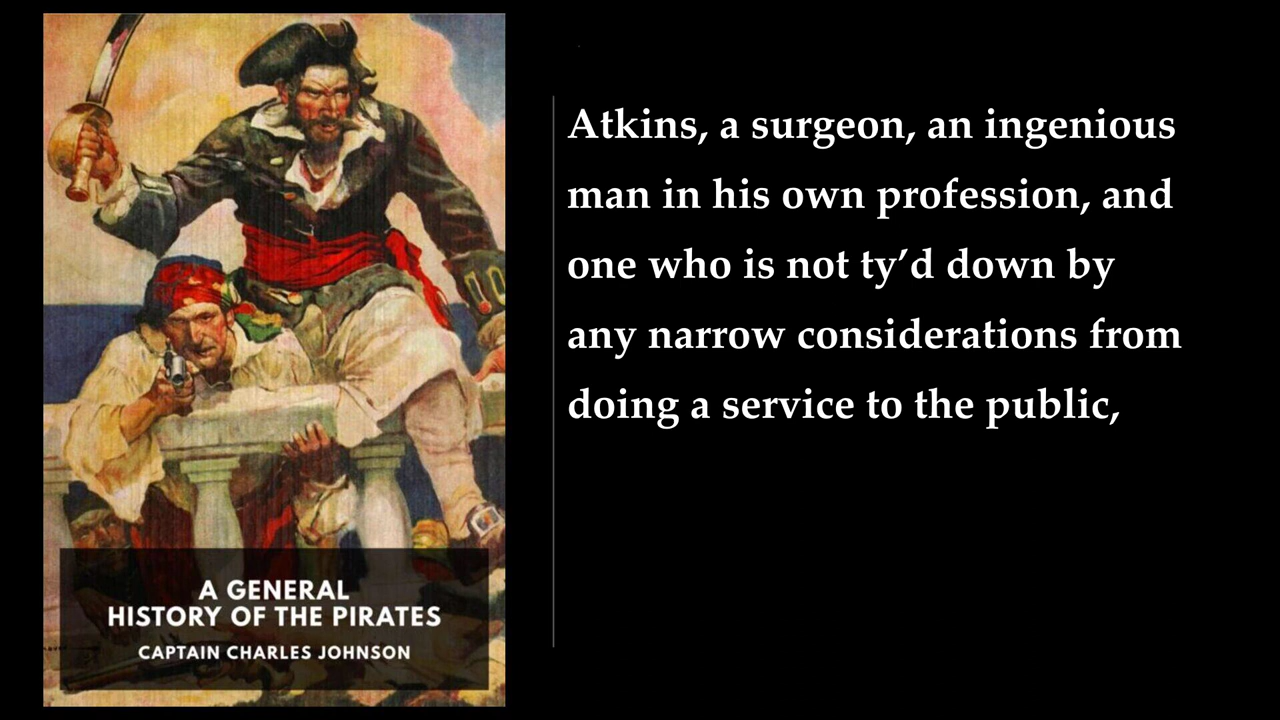 Atkins, a surgeon, an ingenious
man in his own profession, and
one who is not ty’d down by
any narrow considerations from
doing a service to the public,
A GENERAL
HISTORY OF THE PIRATES
CAPTAIN CHARLES JOHNSON